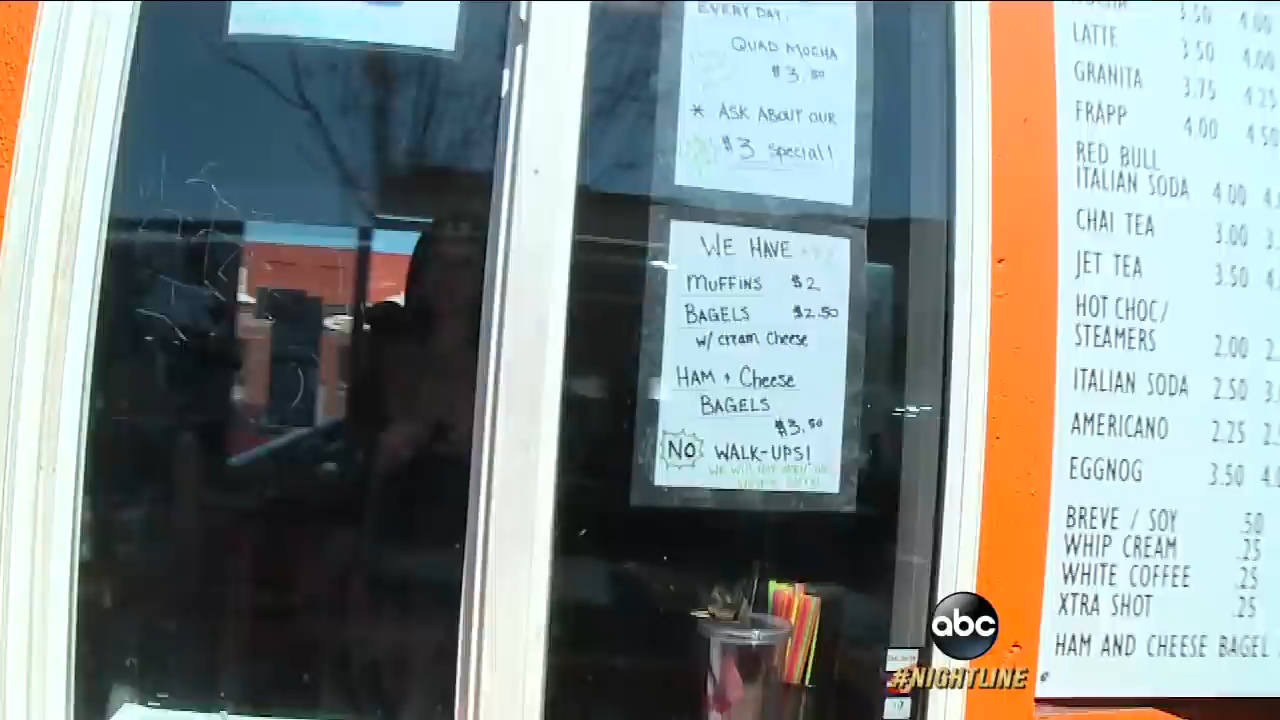 EVERY DAY.
QUAD MOCHA
$3.50
* ASK ABOUT OUR
$3 special!
WE HAVE
MUFFINS $2
BAGELS $2.50
w/ cream cheese
HAM + Cheese
BAGELS
$3.50
NO WALK-UPS!
MOCHA 3.50 4.00
LATTE 3.50 4.00
GRANITA 3.75 4.25
FRAPP 4.00 4.50
RED BULL
ITALIAN SODA 4.00
CHAI TEA 3.00
JET TEA 3.50
HOT CHOC/
STEAMERS 2.00
ITALIAN SODA 2.50
AMERICANO 2.25
EGGNOG 3.50
BREVE / SOY .50
WHIP CREAM .25
WHITE COFFEE .25
XTRA SHOT .25
HAM AND CHEESE BAGEL
abc
#NIGHTLINE